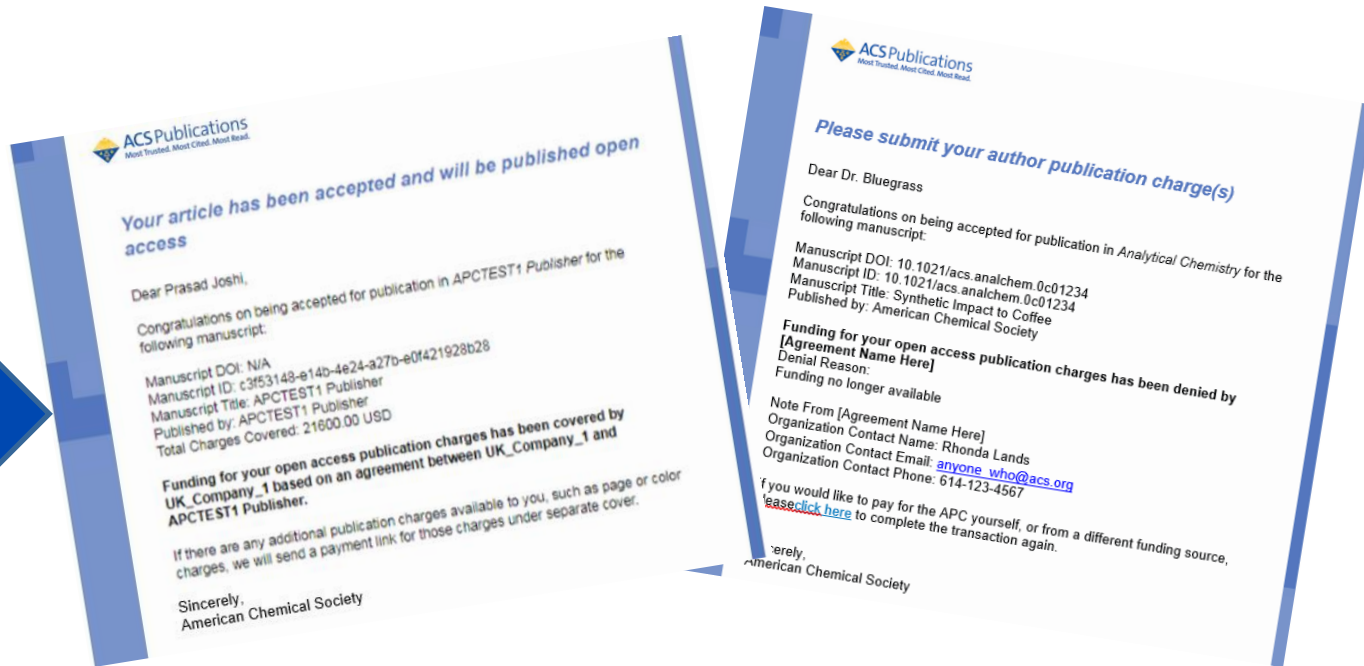 ACS Publications
Most Trusted. Most Cited. Most Read.
Your article has been accepted and will be published open
access
Dear Prasad Joshi,
Congratulations on being accepted for publication in APCTEST1 Publisher for the
following manuscript:
Manuscript DOI: N/A
Manuscript ID: c3f53148-e14b-4e24-a27b-e0f421928b28
Manuscript Title: APCTEST1 Publisher
Published by: APCTEST1 Publisher
Total Charges Covered: 21600.00 USD
Funding for your open access publication charges has been covered by
UK_Company_1 based on an agreement between UK_Company_1 and
APCTEST1 Publisher.
If there are any additional publication charges available to you, such as page or color
charges, we will send a payment link for those charges under separate cover.
Sincerely,
American Chemical Society
ACS Publications
Most Trusted. Most Cited. Most Read.
Please submit your author publication charge(s)
Dear Dr. Bluegrass
Congratulations on being accepted for publication in Analytical Chemistry for the
following manuscript:
Manuscript DOI: 10.1021/acs.analchem.0c01234
Manuscript ID: 10.1021/acs.analchem.0c01234
Manuscript Title: Synthetic Impact to Coffee
Published by: American Chemical Society
Funding for your open access publication charges has been denied by
[Agreement Name Here]
Denial Reason:
Funding no longer available
Note From [Agreement Name Here]
Organization Contact Name: Rhonda Lands
Organization Contact Email: anyone_who@acs.org
Organization Contact Phone: 614-123-4567
f you would like to pay for the APC yourself, or from a different funding source,
leaseclick here to complete the transaction again.
cerely,
American Chemical Society